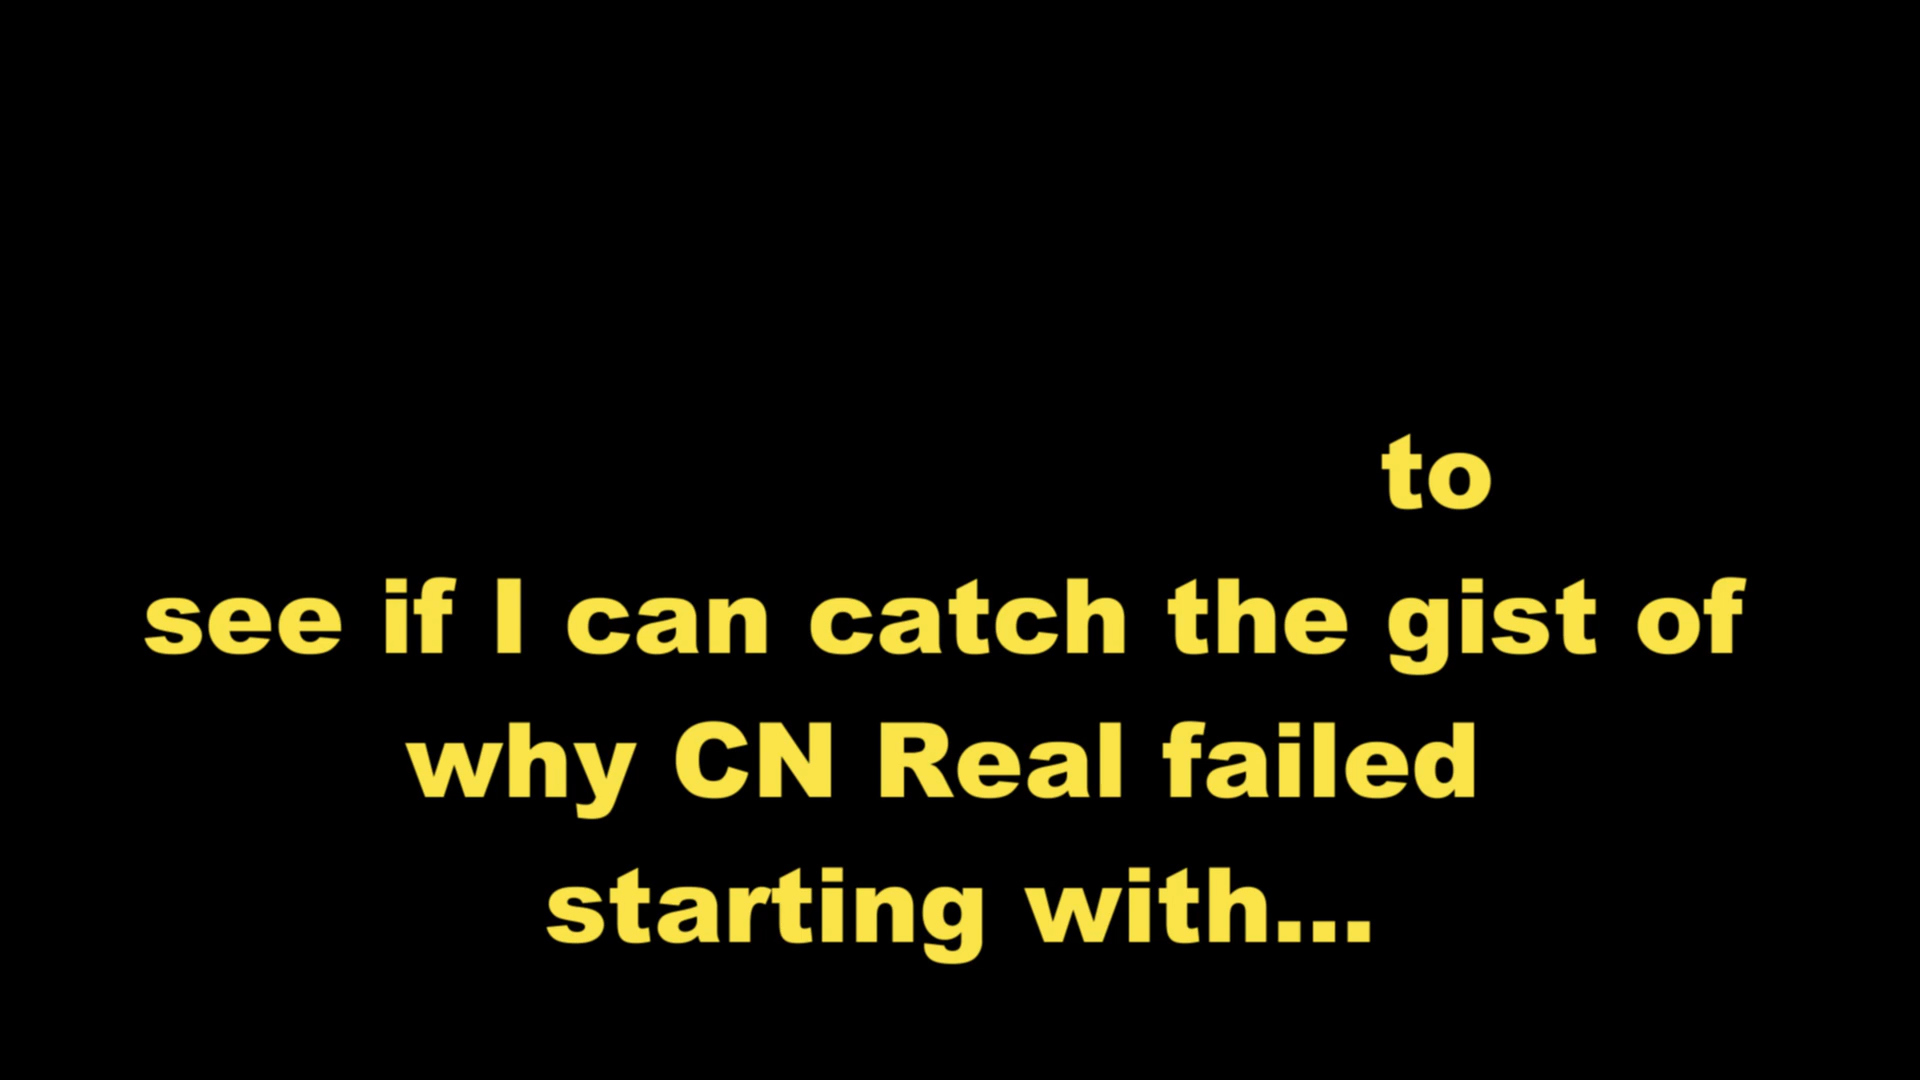 to
see if I can catch the gist of
why CN Real failed
starting with...